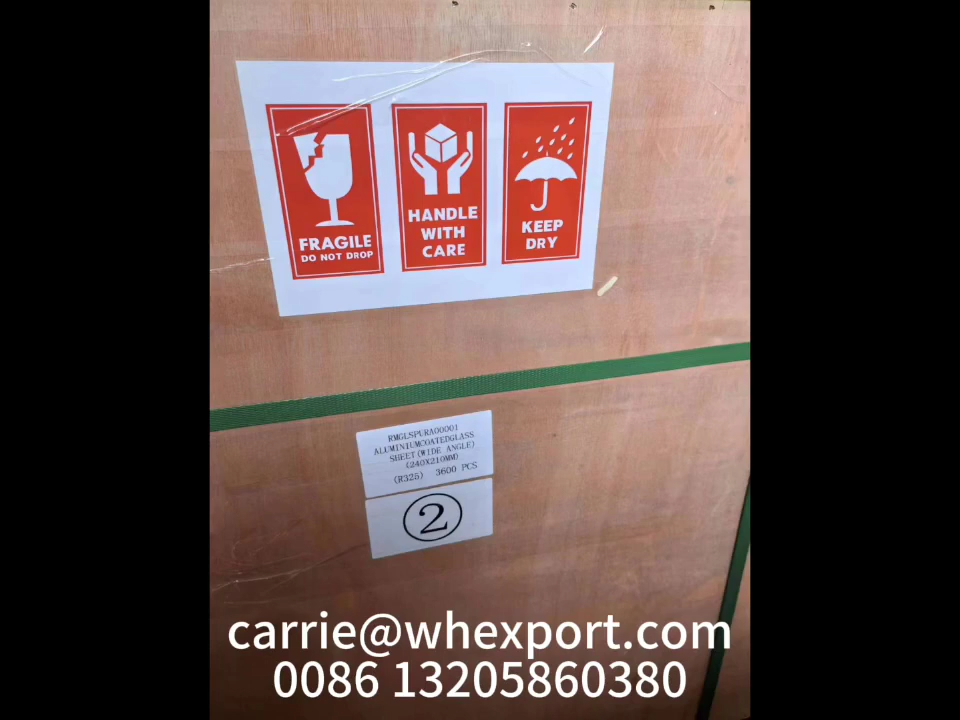 FRAGILE
DO NOT DROP
HANDLE
WITH
CARE
KEEP
DRY
RMGLSPURA00001
ALUMINIUMCOATEDGLASS
SHEET(WIDE ANGLE)
(240X210MM)
(R325) 3600 PCS
2
carrie@whexport.com
0086 13205860380